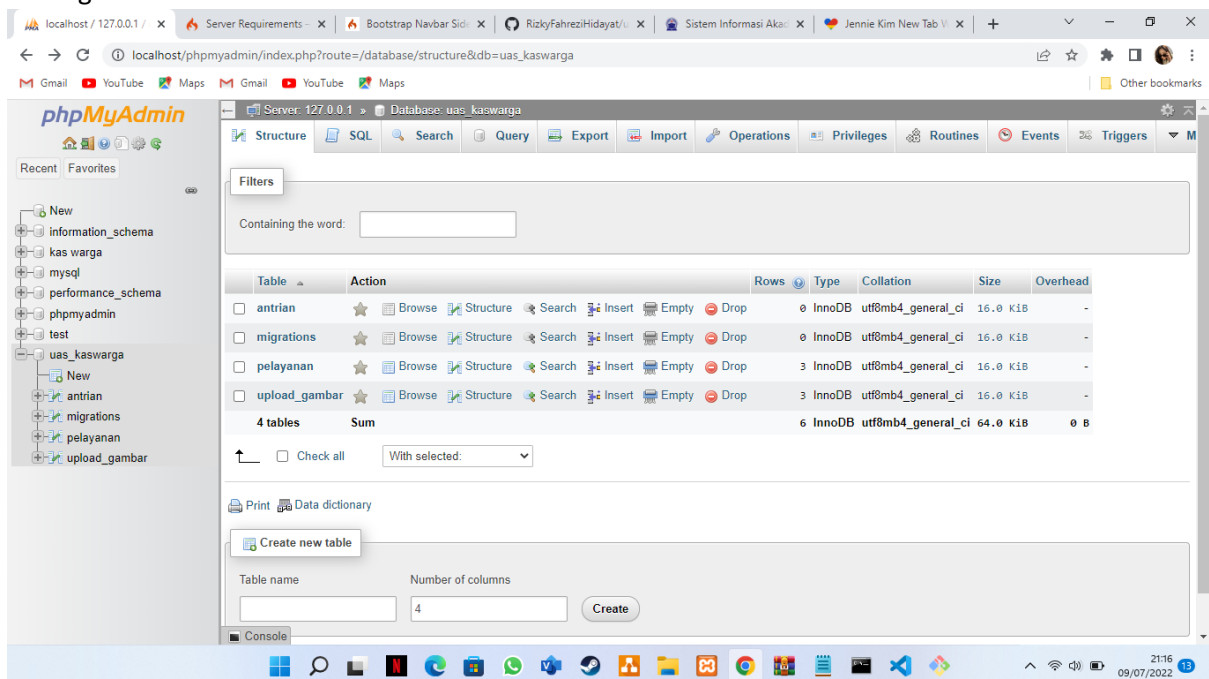 localhost / 127.0.0.1 /
Server Requirements -
Bootstrap Navbar Side
RizkyFahreziHidayat/u
Sistem Informasi Akad
Jennie Kim New Tab
localhost/phpmyadmin/index.php?route=/database/structure&db=uas_kaswarga
Gmail YouTube Maps Gmail YouTube Maps Other bookmarks
phpMyAdmin
Recent Favorites
New
information_schema
kas warga
mysql
performance_schema
phpmyadmin
test
uas_kaswarga
New
antrian
migrations
pelayanan
upload_gambar
Server: 127.0.0.1 » Database: uas_kaswarga
Structure SQL Search Query Export Import Operations Privileges Routines Events Triggers M
Filters
Containing the word:
Table Action Rows Type Collation Size Overhead
antrian Browse Structure Search Insert Empty Drop 0 InnoDB utf8mb4_general_ci 16.0 KiB -
migrations Browse Structure Search Insert Empty Drop 0 InnoDB utf8mb4_general_ci 16.0 KiB -
pelayanan Browse Structure Search Insert Empty Drop 3 InnoDB utf8mb4_general_ci 16.0 KiB -
upload_gambar Browse Structure Search Insert Empty Drop 3 InnoDB utf8mb4_general_ci 16.0 KiB -
4 tables Sum 6 InnoDB utf8mb4_general_ci 64.0 KiB 0 B
Check all With selected:
Print Data dictionary
Create new table
Table name Number of columns
4 Create
Console
21:16
09/07/2022 13